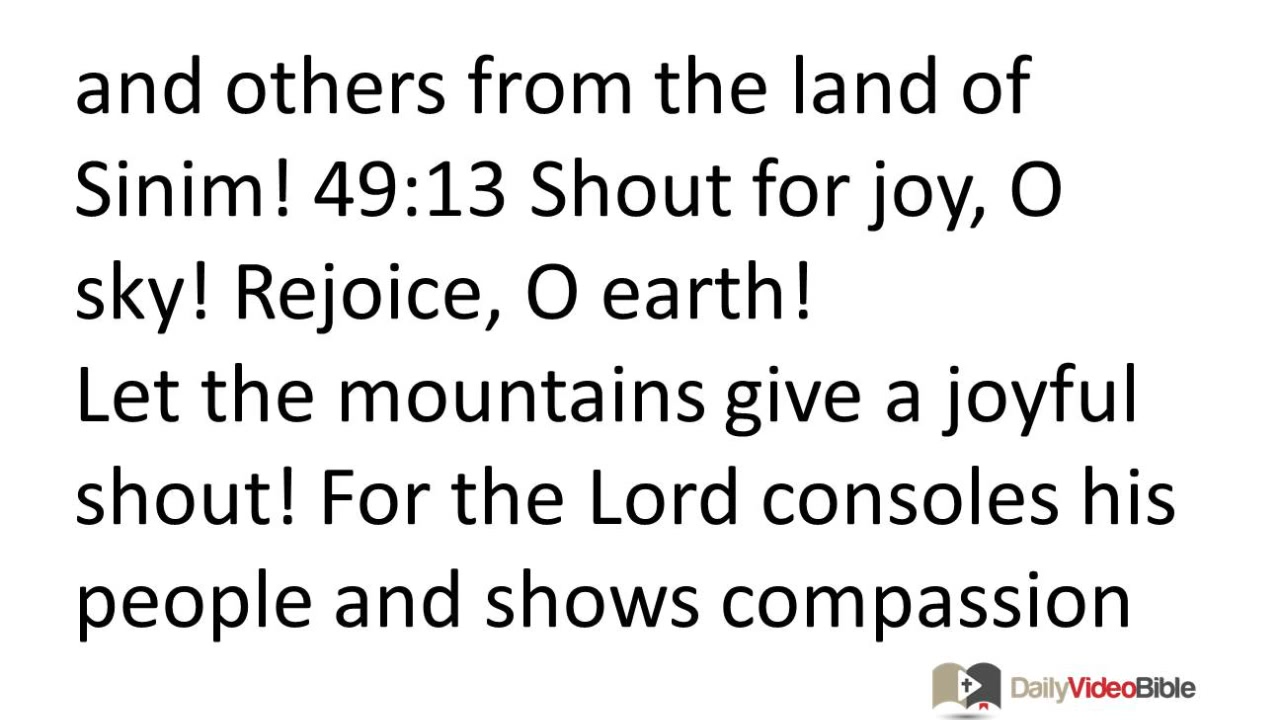 and others from the land of
Sinim! 49:13 Shout for joy, O
sky! Rejoice, O earth!
Let the mountains give a joyful
shout! For the Lord consoles his
people and shows compassion
DailyVideoBible